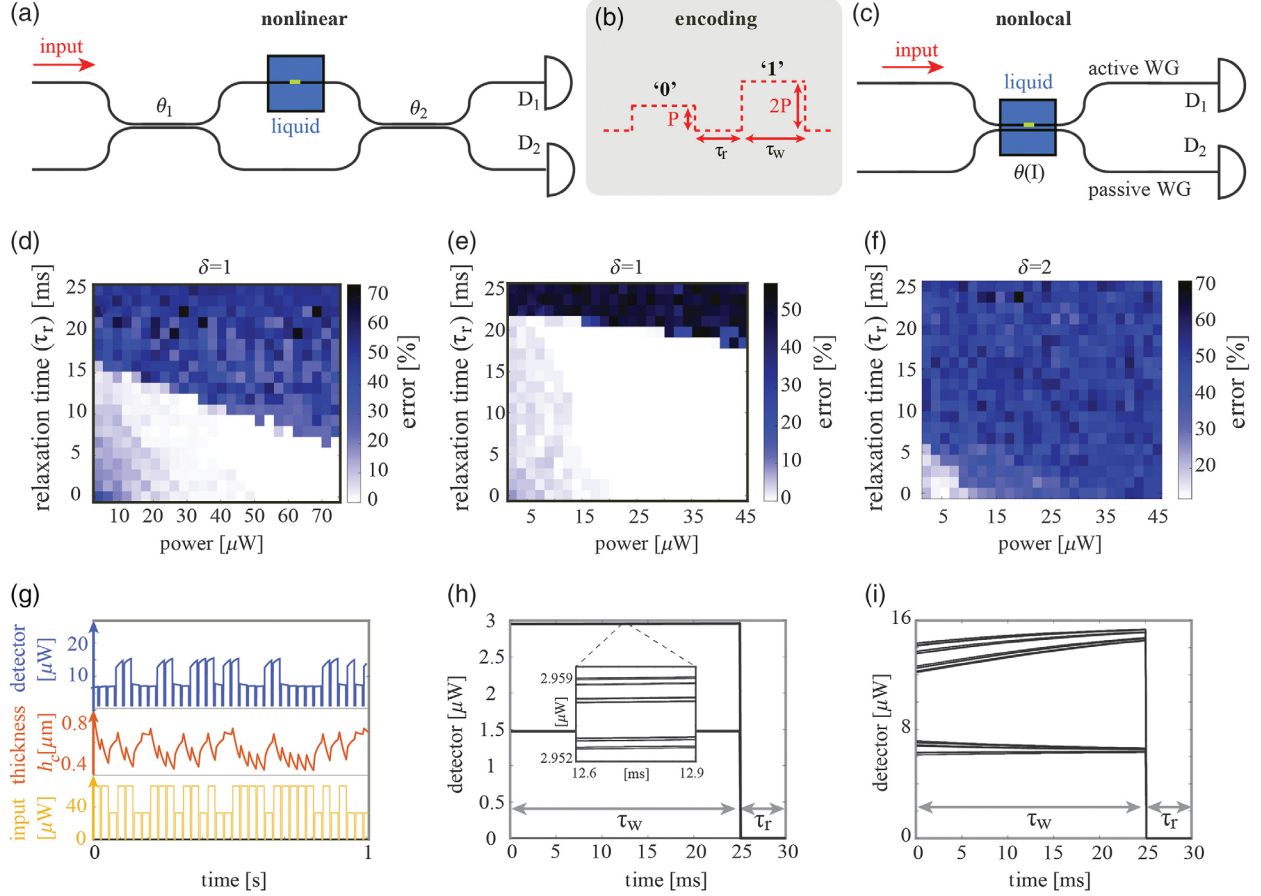 (a)
nonlinear
input
θ1
liquid
θ2
D1
D2
(b)
encoding
‘0’
‘1’
P
2P
τr
τw
(c)
nonlocal
input
liquid
active WG
D1
D2
θ(I)
passive WG
(d)
δ=1
relaxation time (τr) [ms]
25
20
15
10
5
0
10 20 30 40 50 60 70
power [μW]
70
60
50
40
30
20
10
0
error [%]
(e)
δ=1
relaxation time (τr) [ms]
25
20
15
10
5
0
5 15 25 35 45
power [μW]
50
40
30
20
10
0
error [%]
(f)
δ=2
relaxation time (τr) [ms]
25
20
15
10
5
0
5 15 25 36 45
power [μW]
70
60
50
40
30
20
error [%]
(g)
detector
[μW]
20
10
0
thickness
hc[μm]
0.8
0.4
input
[μW]
40
0
0 1
time [s]
(h)
detector [μW]
3
2.5
2
1.5
1
0.5
0
2.959
[μW]
2.952
12.6 [ms] 12.9
τw τr
0 5 10 15 20 25 30
time [ms]
(i)
detector [μW]
16
12
8
4
0
τw τr
0 5 10 15 20 25 30
time [ms]